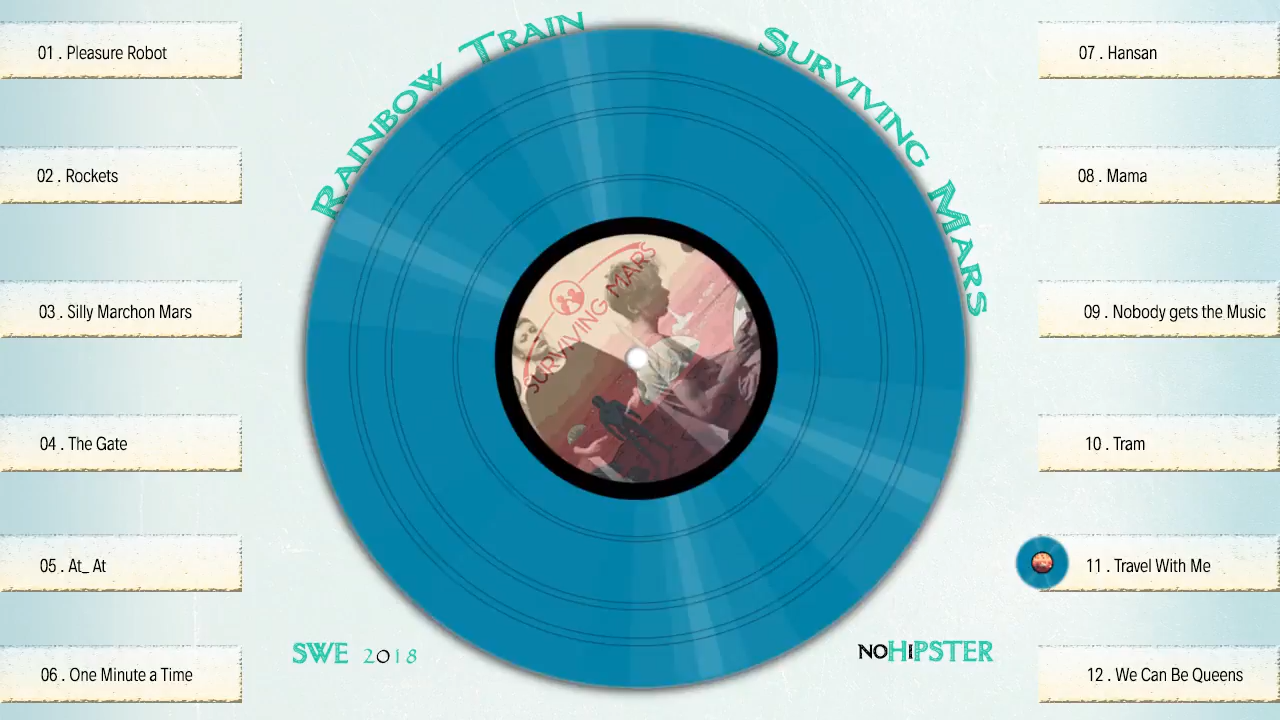 Rainbow Train Surviving Mars
01 . Pleasure Robot
02 . Rockets
03 . Silly Marchon Mars
04 . The Gate
05 . At_ At
06 . One Minute a Time
SURVIVING MARS
07 . Hansan
08 . Mama
09 . Nobody gets the Music
10 . Tram
11 . Travel With Me
12 . We Can Be Queens
SWE 2018
NOHiPSTER